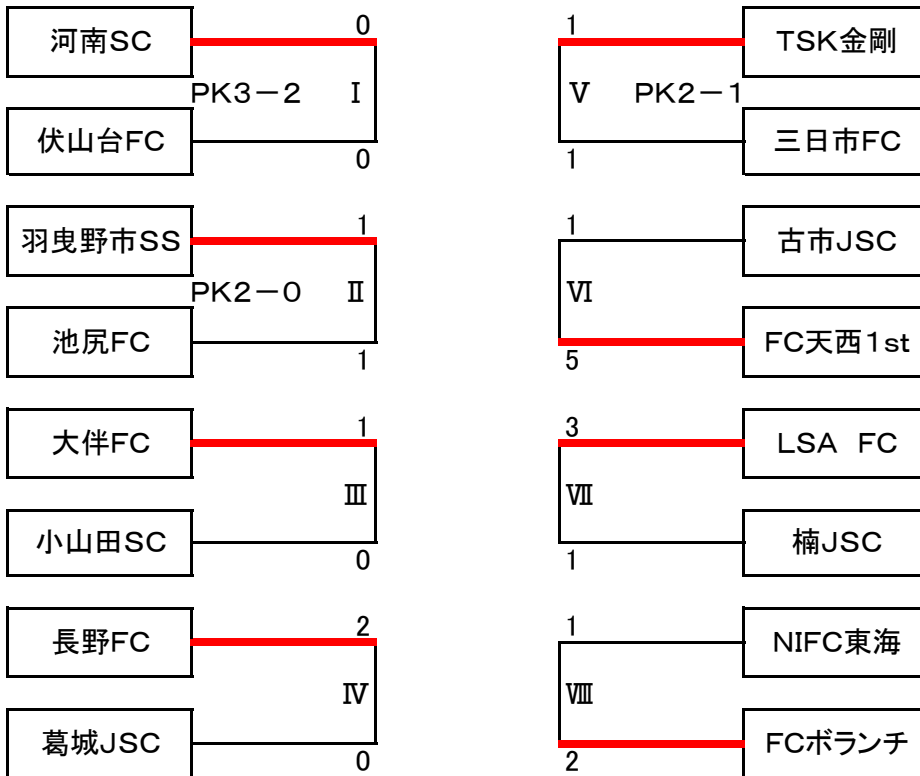 0
河南SC
PK3-2 Ⅰ
伏山台FC
0
1
羽曳野市SS
PK2-0 Ⅱ
池尻FC
1
1
大伴FC
Ⅲ
小山田SC
0
2
長野FC
Ⅳ
葛城JSC
0
1
TSK金剛
Ⅴ PK2-1
三日市FC
1
1
古市JSC
Ⅵ
FC天西1st
5
3
LSA FC
Ⅶ
楠JSC
1
1
NIFC東海
Ⅷ
FCボランチ
2